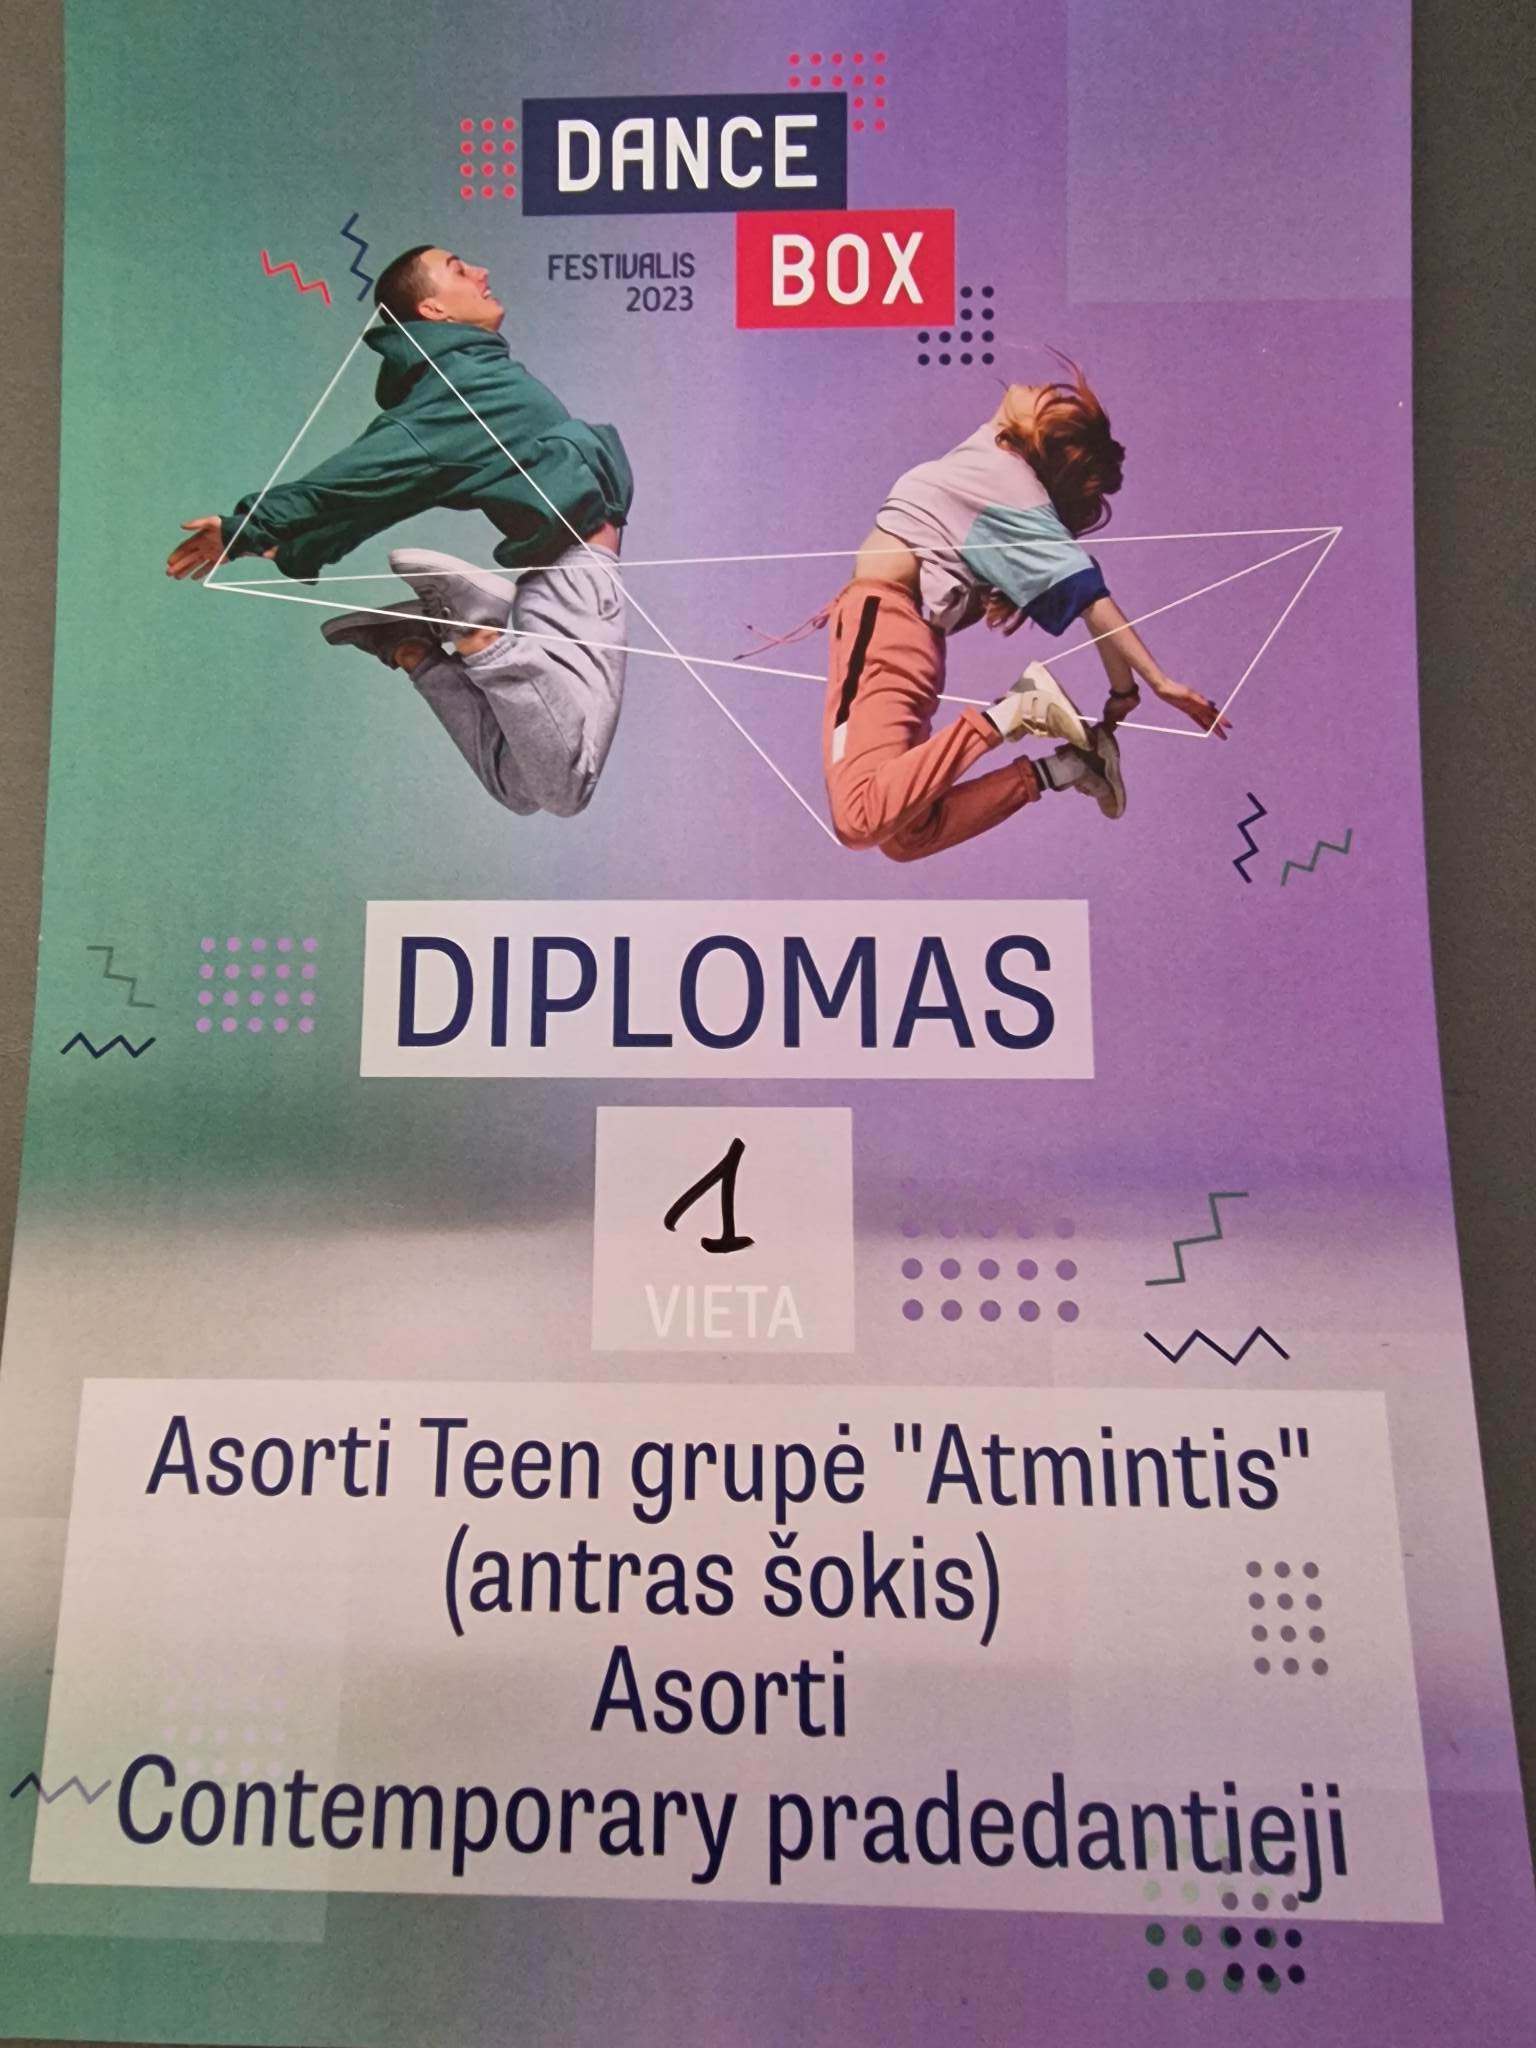 DANCE
BOX
FESTIVALIS
2023
DIPLOMAS
1
VIETA
Asorti Teen grupė "Atmintis"
(antras šokis)
Asorti
Contemporary pradedantieji